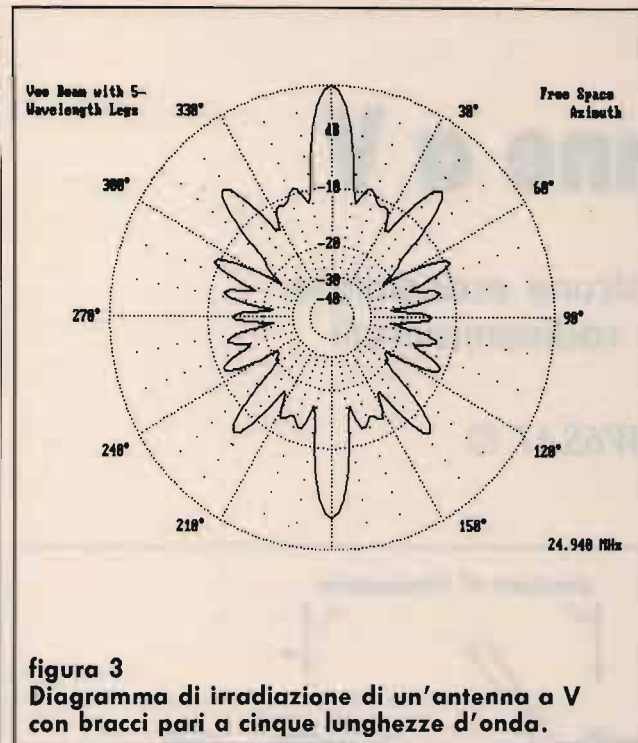 Vee Beam with 5-
Wavelength Legs
Free Space
Azimuth
330°
30°
300°
60°
-10
-20
-30
-40
270°
90°
240°
120°
210°
150°
24.940 MHz
figura 3
Diagramma di irradiazione di un'antenna a V
con bracci pari a cinque lunghezze d'onda.